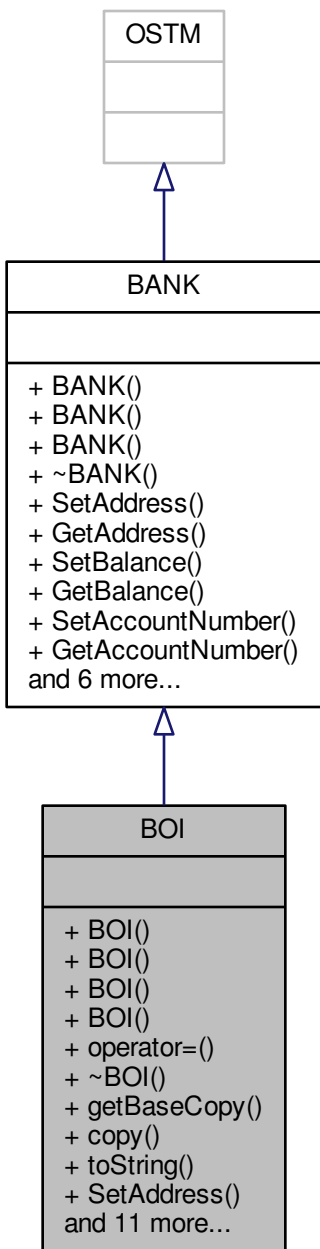 OSTM
BANK
+ BANK()
+ BANK()
+ BANK()
+ ~BANK()
+ SetAddress()
+ GetAddress()
+ SetBalance()
+ GetBalance()
+ SetAccountNumber()
+ GetAccountNumber()
and 6 more...
BOI
+ BOI()
+ BOI()
+ BOI()
+ BOI()
+ operator=()
+ ~BOI()
+ getBaseCopy()
+ copy()
+ toString()
+ SetAddress()
and 11 more...